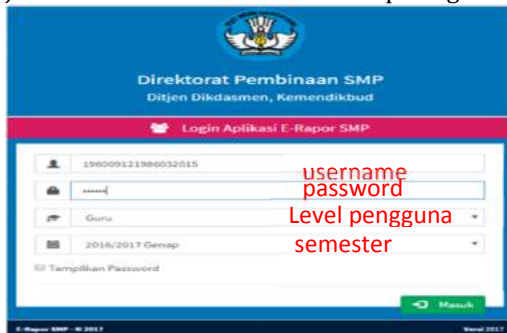 Direktorat Pembinaan SMP
Ditjen Dikdasmen, Kemendikbud
Login Aplikasi E-Rapor SMP
198009121986032015 username
password
Guru Level pengguna
2016/2017 Genap semester
Tampilkan Password
Masuk
E-Rapor SMP - © 2017 Versi 2017